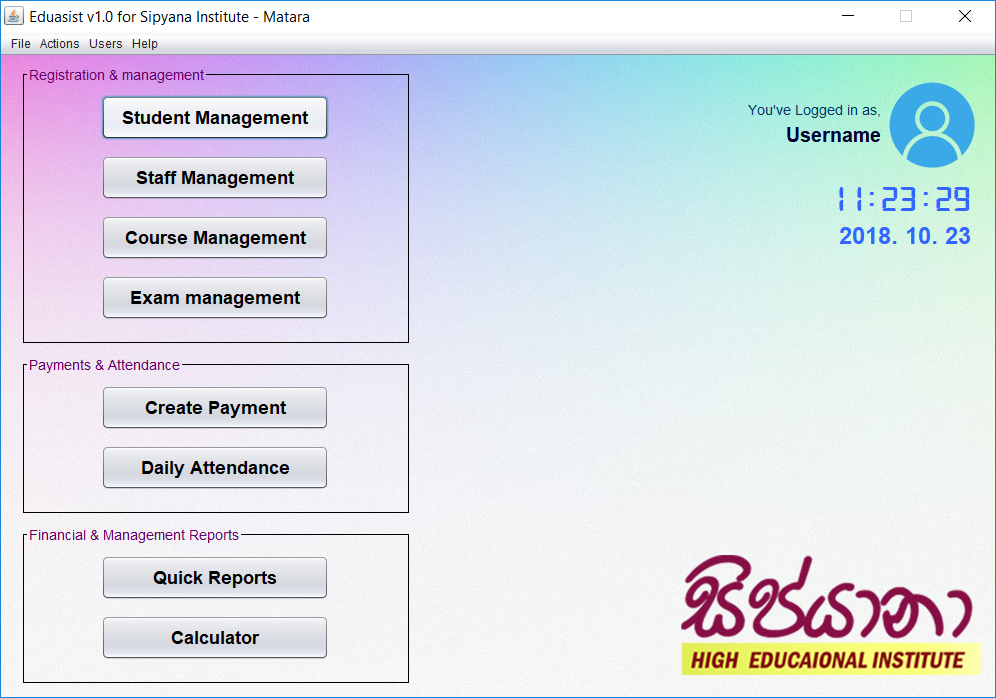 Eduasist v1.0 for Sipyana Institute - Matara
File Actions Users Help
Registration & management
Student Management
Staff Management
Course Management
Exam management
Payments & Attendance
Create Payment
Daily Attendance
Financial & Management Reports
Quick Reports
Calculator
You've Logged in as,
Username
11:23:29
2018. 10. 23
සිප්යානා
HIGH EDUCAIONAL INSTITUTE